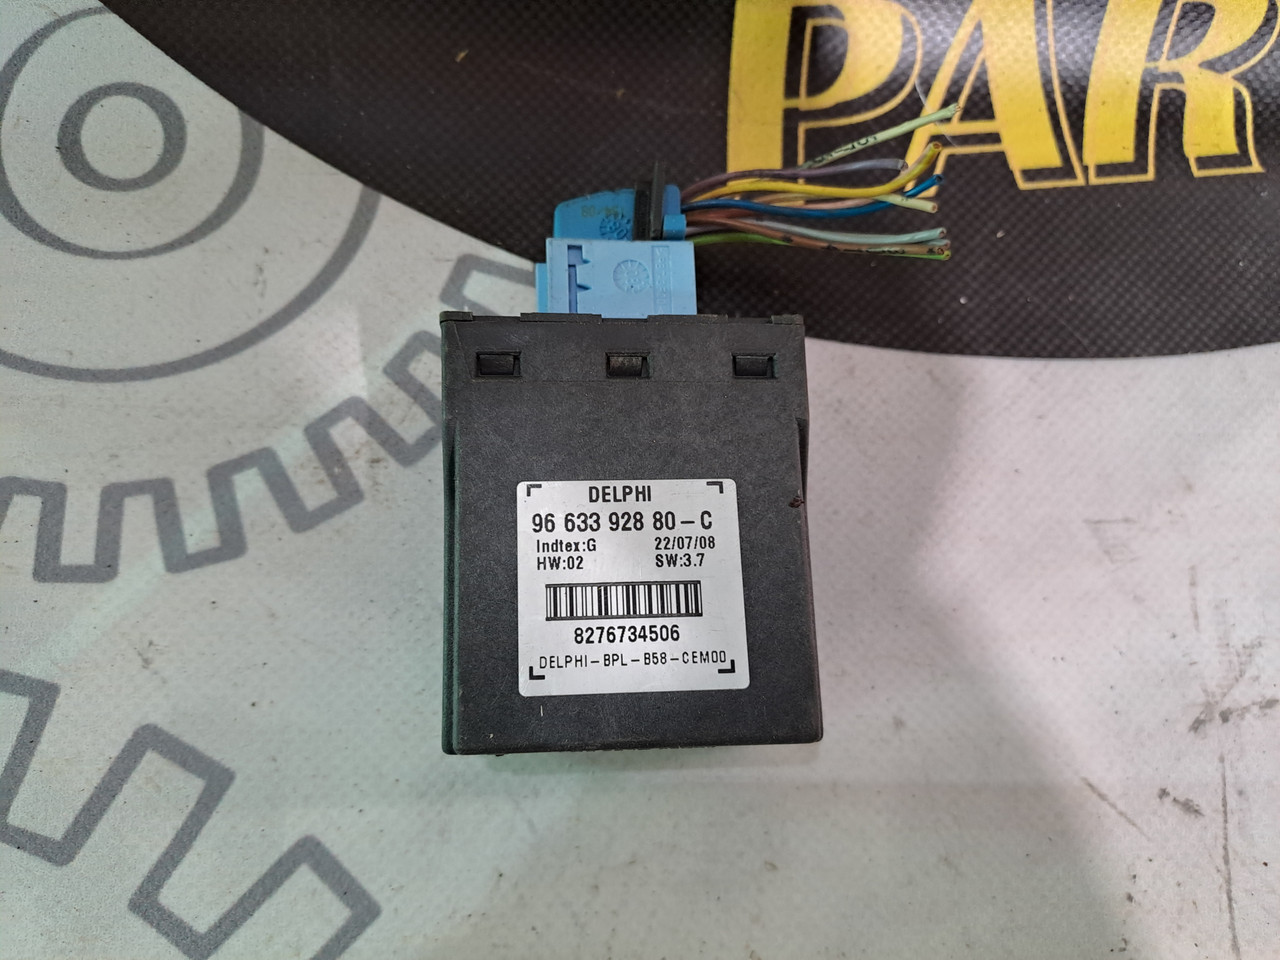 PAR
DELPHI
96 633 928 80-C
Indtex:G 22/07/08
HW:02 SW:3.7
8276734506
DELPHI-BPL-B58-CEM00